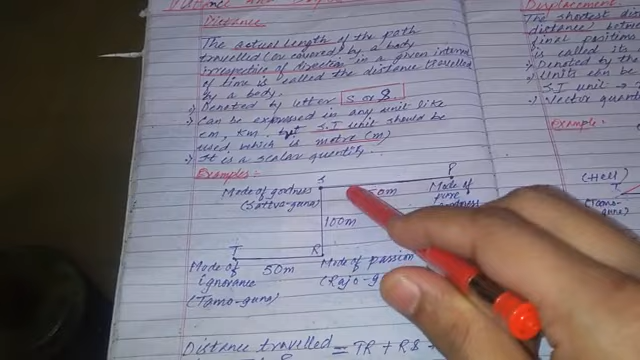 Distance
The actual length of the path
travelled (or covered) by a body
irrespective of direction in a given interval
of time is called the distance travelled
by a body.
Denoted by letter S or
Can be expressed in any unit like
cm, km, but S.I unit should be
used which is metre (m)
It is a scalar quantity.
Examples
S P
Mode of goodness 50m Mode of
(Sattva-guna) pure
100m
T R
Mode of 50m Mode of passion
ignorance
(Tamo-guna)
Distance travelled = TR + RS +
Displacement
The shortest
final positions
is called its
Denoted by the
Units can be
S.I unit →
Vector
Example
(Hell)
T